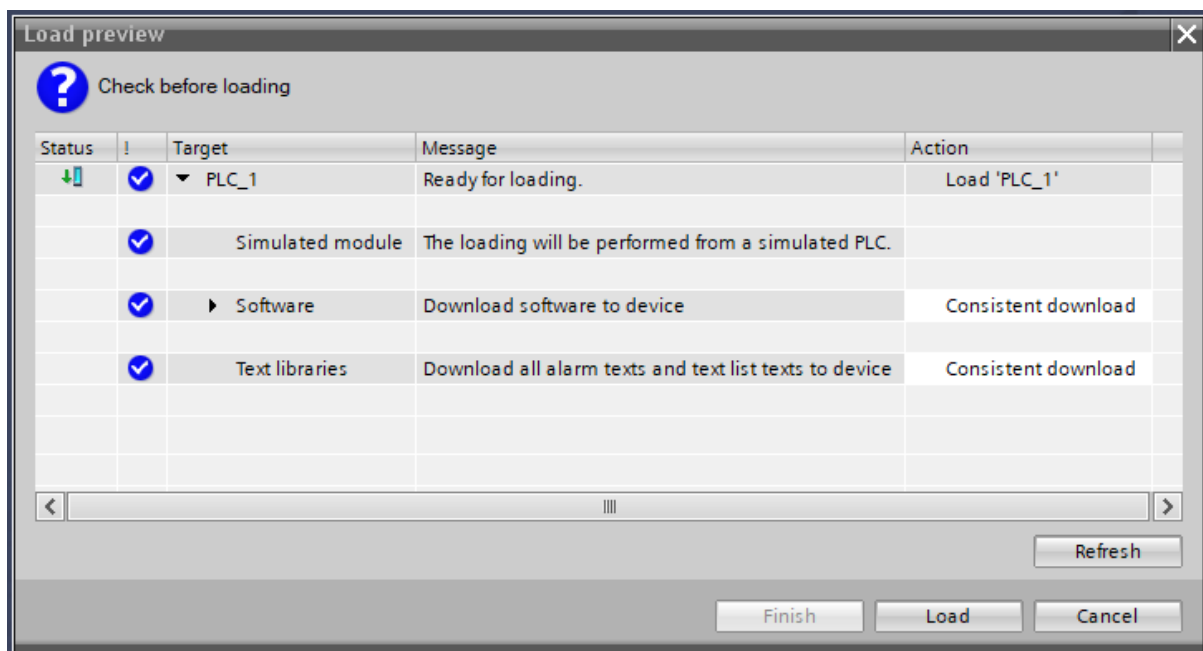 Load preview
Check before loading
Status ! Target Message Action
PLC_1 Ready for loading. Load 'PLC_1'
Simulated module The loading will be performed from a simulated PLC.
Software Download software to device Consistent download
Text libraries Download all alarm texts and text list texts to device Consistent download
Refresh
Finish Load Cancel